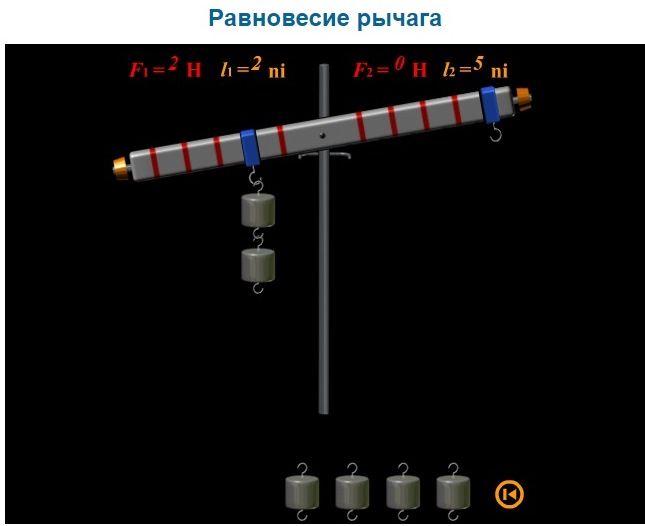 Равновесие рычага
F1 = 2 H l1 = 2 ni F2 = 0 H l2 = 5 ni